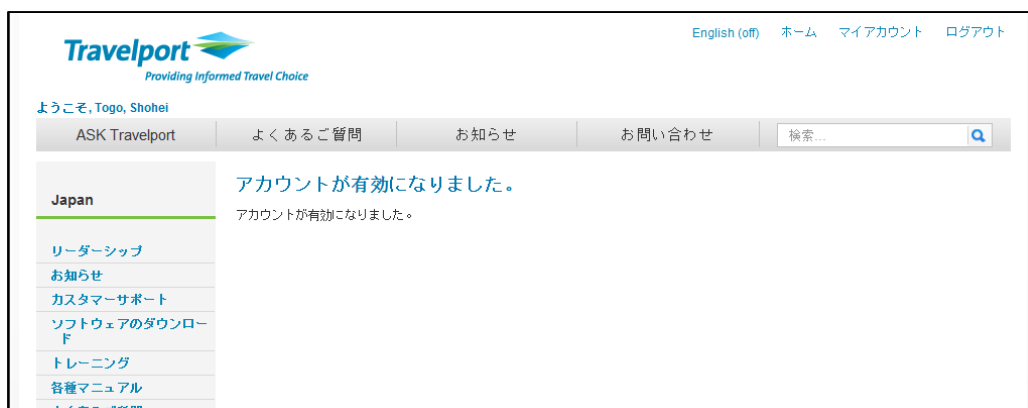 Travelport
Providing Informed Travel Choice
English (off) ホーム マイアカウント ログアウト
ようこそ, Togo, Shohei
ASK Travelport よくあるご質問 お知らせ お問い合わせ 検索...
Japan
アカウントが有効になりました。
アカウントが有効になりました。
リーダーシップ
お知らせ
カスタマーサポート
ソフトウェアのダウンロー
ド
トレーニング
各種マニュアル